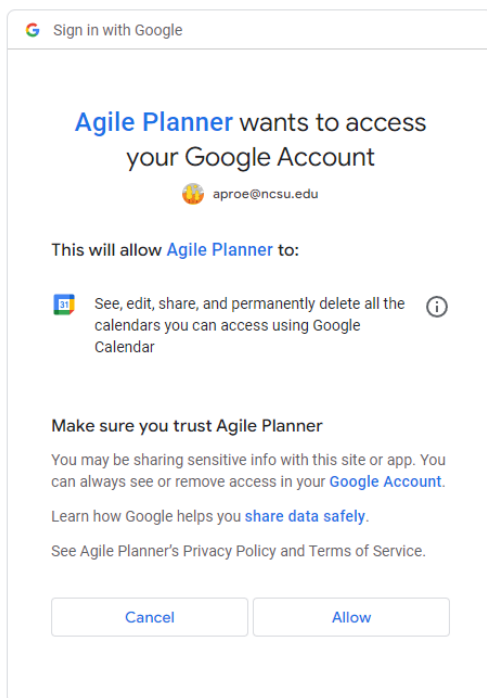 Sign in with Google
Agile Planner wants to access
your Google Account
aproe@ncsu.edu
This will allow Agile Planner to:
31
See, edit, share, and permanently delete all the
calendars you can access using Google
Calendar
Make sure you trust Agile Planner
You may be sharing sensitive info with this site or app. You
can always see or remove access in your Google Account.
Learn how Google helps you share data safely.
See Agile Planner's Privacy Policy and Terms of Service.
Cancel
Allow